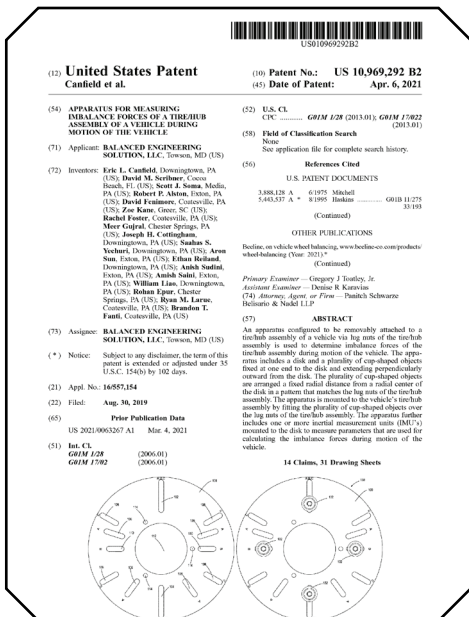 US010969292B2
(12) United States Patent
Canfield et al.
(10) Patent No.: US 10,969,292 B2
(45) Date of Patent: Apr. 6, 2021
(54) APPARATUS FOR MEASURING
IMBALANCE FORCES OF A TIRE/HUB
ASSEMBLY OF A VEHICLE DURING
MOTION OF THE VEHICLE
(71) Applicant: BALANCED ENGINEERING
SOLUTION, LLC, Towson, MD (US)
(72) Inventors: Eric L. Canfield, Downingtown, PA
(US); David M. Scribner, Cocoa
Beach, FL (US); Scott J. Soma, Media,
PA (US); Robert P. Alston, Exton, PA
(US); David Fenimore, Coatesville, PA
(US); Zoe Kane, Greer, SC (US);
Rachel Foster, Coatesville, PA (US);
Meer Gujral, Chester Springs, PA
(US); Joseph H. Cottingham,
Downingtown, PA (US); Saahas S.
Yechuri, Downingtown, PA (US); Aron
Sun, Exton, PA (US); Ethan Reiland,
Downingtown, PA (US); Anish Sudini,
Exton, PA (US); Amish Saini, Exton,
PA (US); William Liao, Downingtown,
PA (US); Rohan Epur, Chester
Springs, PA (US); Ryan M. Larue,
Coatesville, PA (US); Brandon T.
Fanti, Coatesville, PA (US)
(73) Assignee: BALANCED ENGINEERING
SOLUTION, LLC, Towson, MD (US)
( * ) Notice: Subject to any disclaimer, the term of this
patent is extended or adjusted under 35
U.S.C. 154(b) by 102 days.
(21) Appl. No.: 16/557,154
(22) Filed: Aug. 30, 2019
(65) Prior Publication Data
US 2021/0063267 A1 Mar. 4, 2021
(51) Int. Cl.
G01M 1/28 (2006.01)
G01M 17/02 (2006.01)
(52) U.S. Cl.
CPC ........... G01M 1/28 (2013.01); G01M 17/022
(2013.01)
(58) Field of Classification Search
None
See application file for complete search history.
(56) References Cited
U.S. PATENT DOCUMENTS
3,888,128 A 6/1975 Mitchell
5,443,537 A * 8/1995 Haskins ............ G01B 11/275
33/193
(Continued)
OTHER PUBLICATIONS
Beeline, on vehicle wheel balancing, www.beeline-co.com/products/
wheel-balancing (Year: 2021).*
(Continued)
Primary Examiner — Gregory J Toatley, Jr.
Assistant Examiner — Denise R Karavias
(74) Attorney, Agent, or Firm — Panitch Schwarze
Belisario & Nadel LLP
(57) ABSTRACT
An apparatus configured to be removably attached to a
tire/hub assembly of a vehicle via lug nuts of the tire/hub
assembly is used to determine imbalance forces of the
tire/hub assembly during motion of the vehicle. The appa-
ratus includes a disk and a plurality of cup-shaped objects
fixed at one end to the disk and extending perpendicularly
outward from the disk. The plurality of cup-shaped objects
are arranged a fixed radial distance from a radial center of
the disk in a pattern that matches the lug nuts of the tire/hub
assembly. The apparatus is mounted to the vehicle's tire/hub
assembly by fitting the plurality of cup-shaped objects over
the lug nuts of the tire/hub assembly. The apparatus further
includes one or more inertial measurement units (IMU's)
mounted to the disk to measure parameters that are used for
calculating the imbalance forces during motion of the
vehicle.
14 Claims, 31 Drawing Sheets